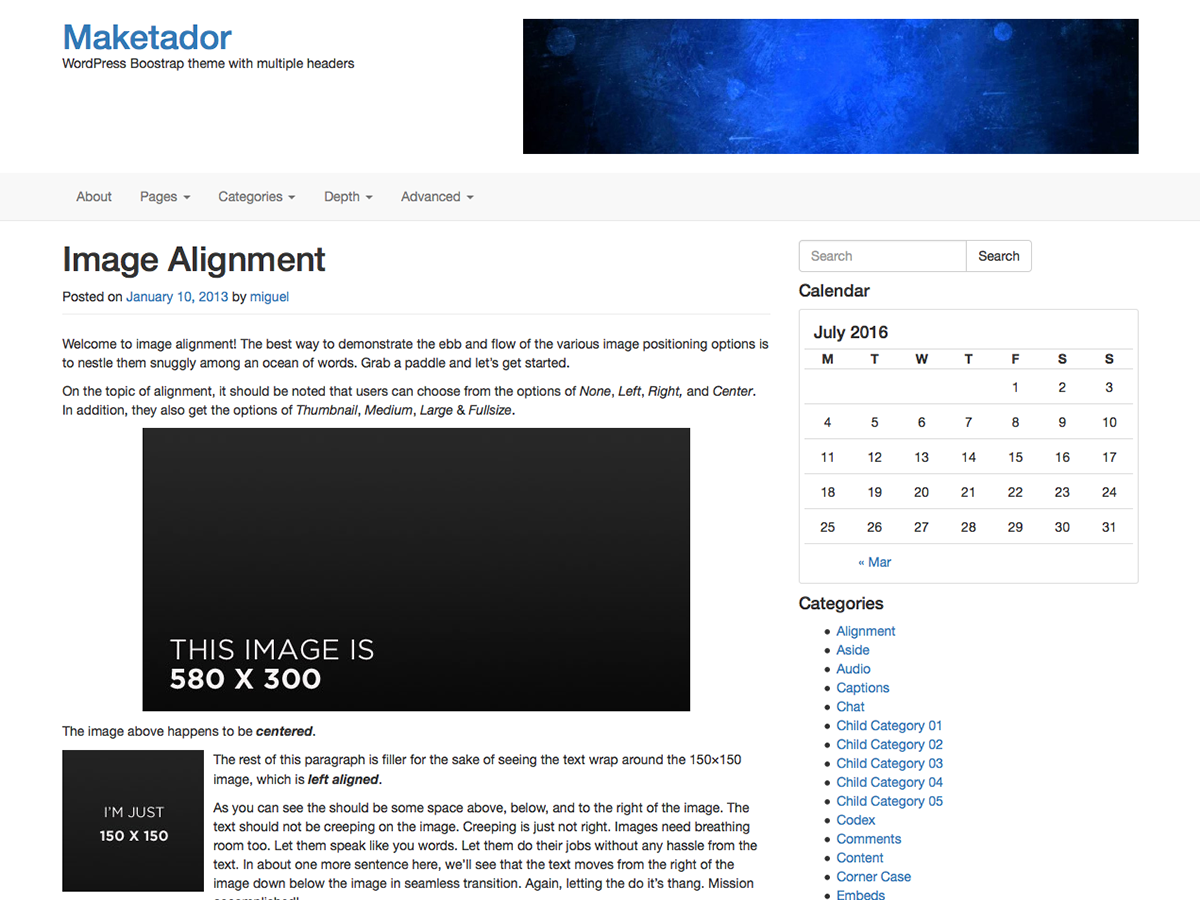 Maketador
WordPress Boostrap theme with multiple headers
About Pages Categories Depth Advanced
Image Alignment
Posted on January 10, 2013 by miguel
Welcome to image alignment! The best way to demonstrate the ebb and flow of the various image positioning options is
to nestle them snuggly among an ocean of words. Grab a paddle and let’s get started.
On the topic of alignment, it should be noted that users can choose from the options of None, Left, Right, and Center.
In addition, they also get the options of Thumbnail, Medium, Large & Fullsize.
THIS IMAGE IS
580 X 300
The image above happens to be centered.
I’M JUST
150 X 150
The rest of this paragraph is filler for the sake of seeing the text wrap around the 150×150
image, which is left aligned.
As you can see the should be some space above, below, and to the right of the image. The
text should not be creeping on the image. Creeping is just not right. Images need breathing
room too. Let them speak like you words. Let them do their jobs without any hassle from the
text. In about one more sentence here, we’ll see that the text moves from the right of the
image down below the image in seamless transition. Again, letting the do it’s thang. Mission
accomplished!
Search Search
Calendar
July 2016
M T W T F S S
1 2 3
4 5 6 7 8 9 10
11 12 13 14 15 16 17
18 19 20 21 22 23 24
25 26 27 28 29 30 31
« Mar
Categories
Alignment
Aside
Audio
Captions
Chat
Child Category 01
Child Category 02
Child Category 03
Child Category 04
Child Category 05
Codex
Comments
Content
Corner Case
Embeds